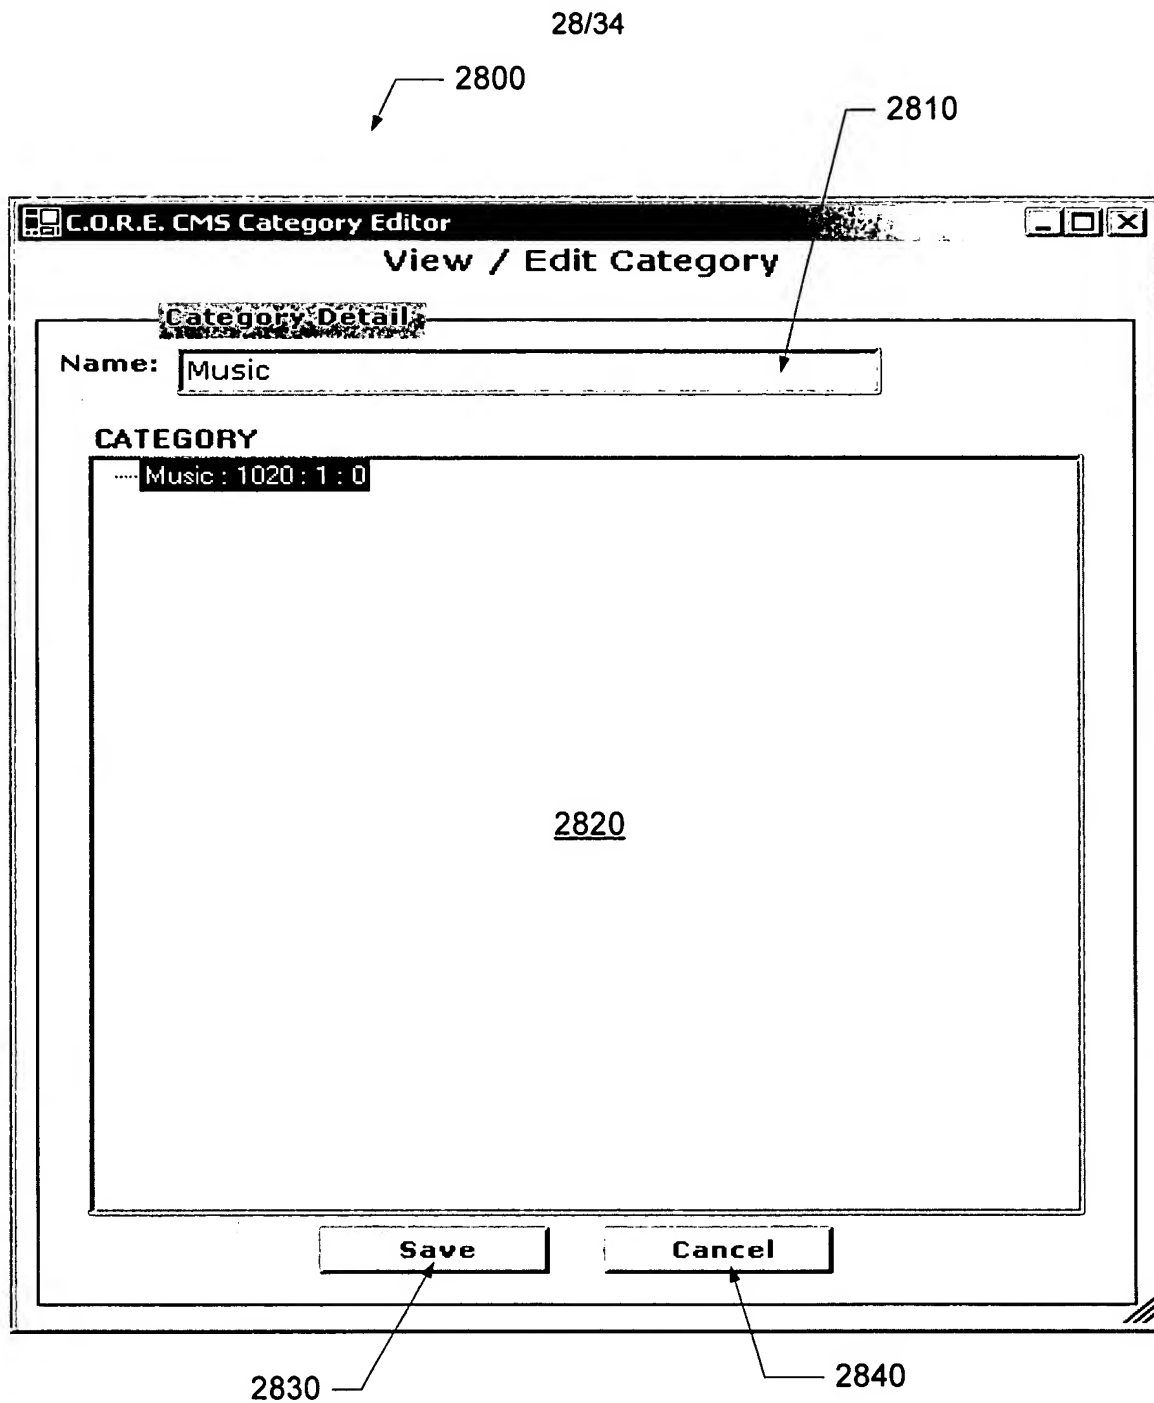 28/34
2800
2810
C.O.R.E. CMS Category Editor
View / Edit Category
Category Detail
Name: Music
CATEGORY
Music : 1020 : 1 : 0
2820
Save Cancel
2830 2840